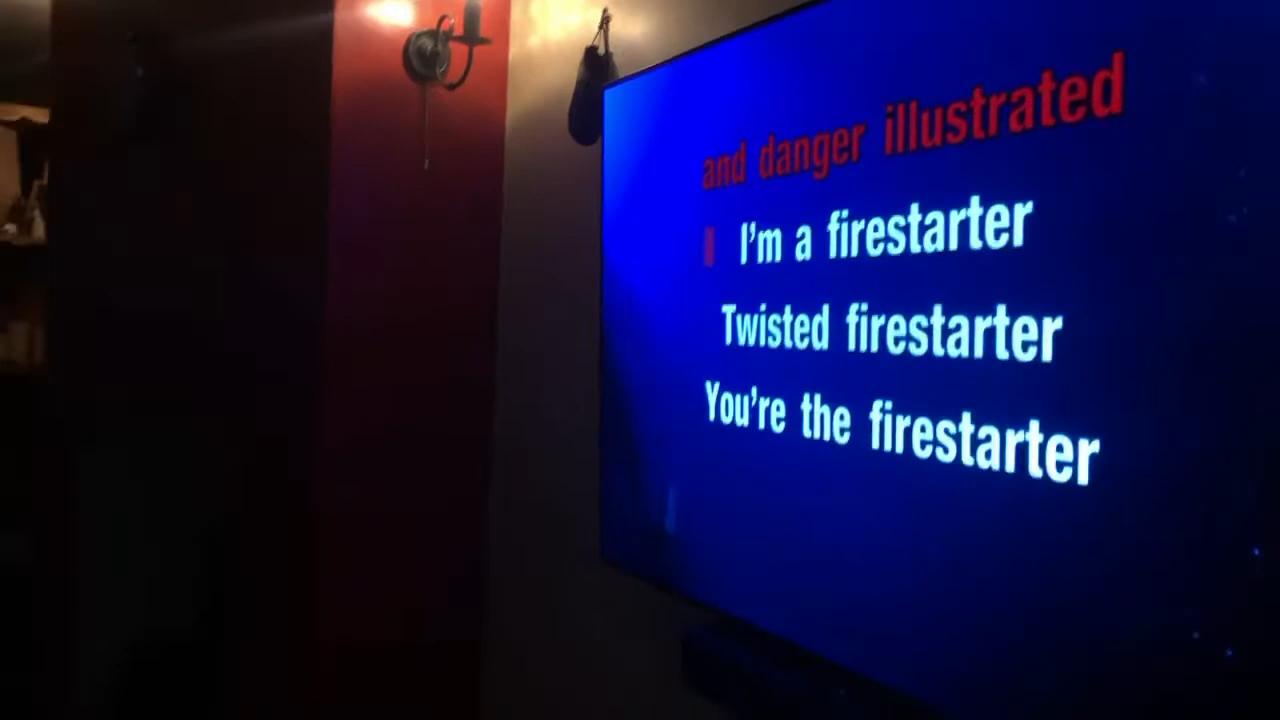 and danger illustrated
I'm a firestarter
Twisted firestarter
You're the firestarter